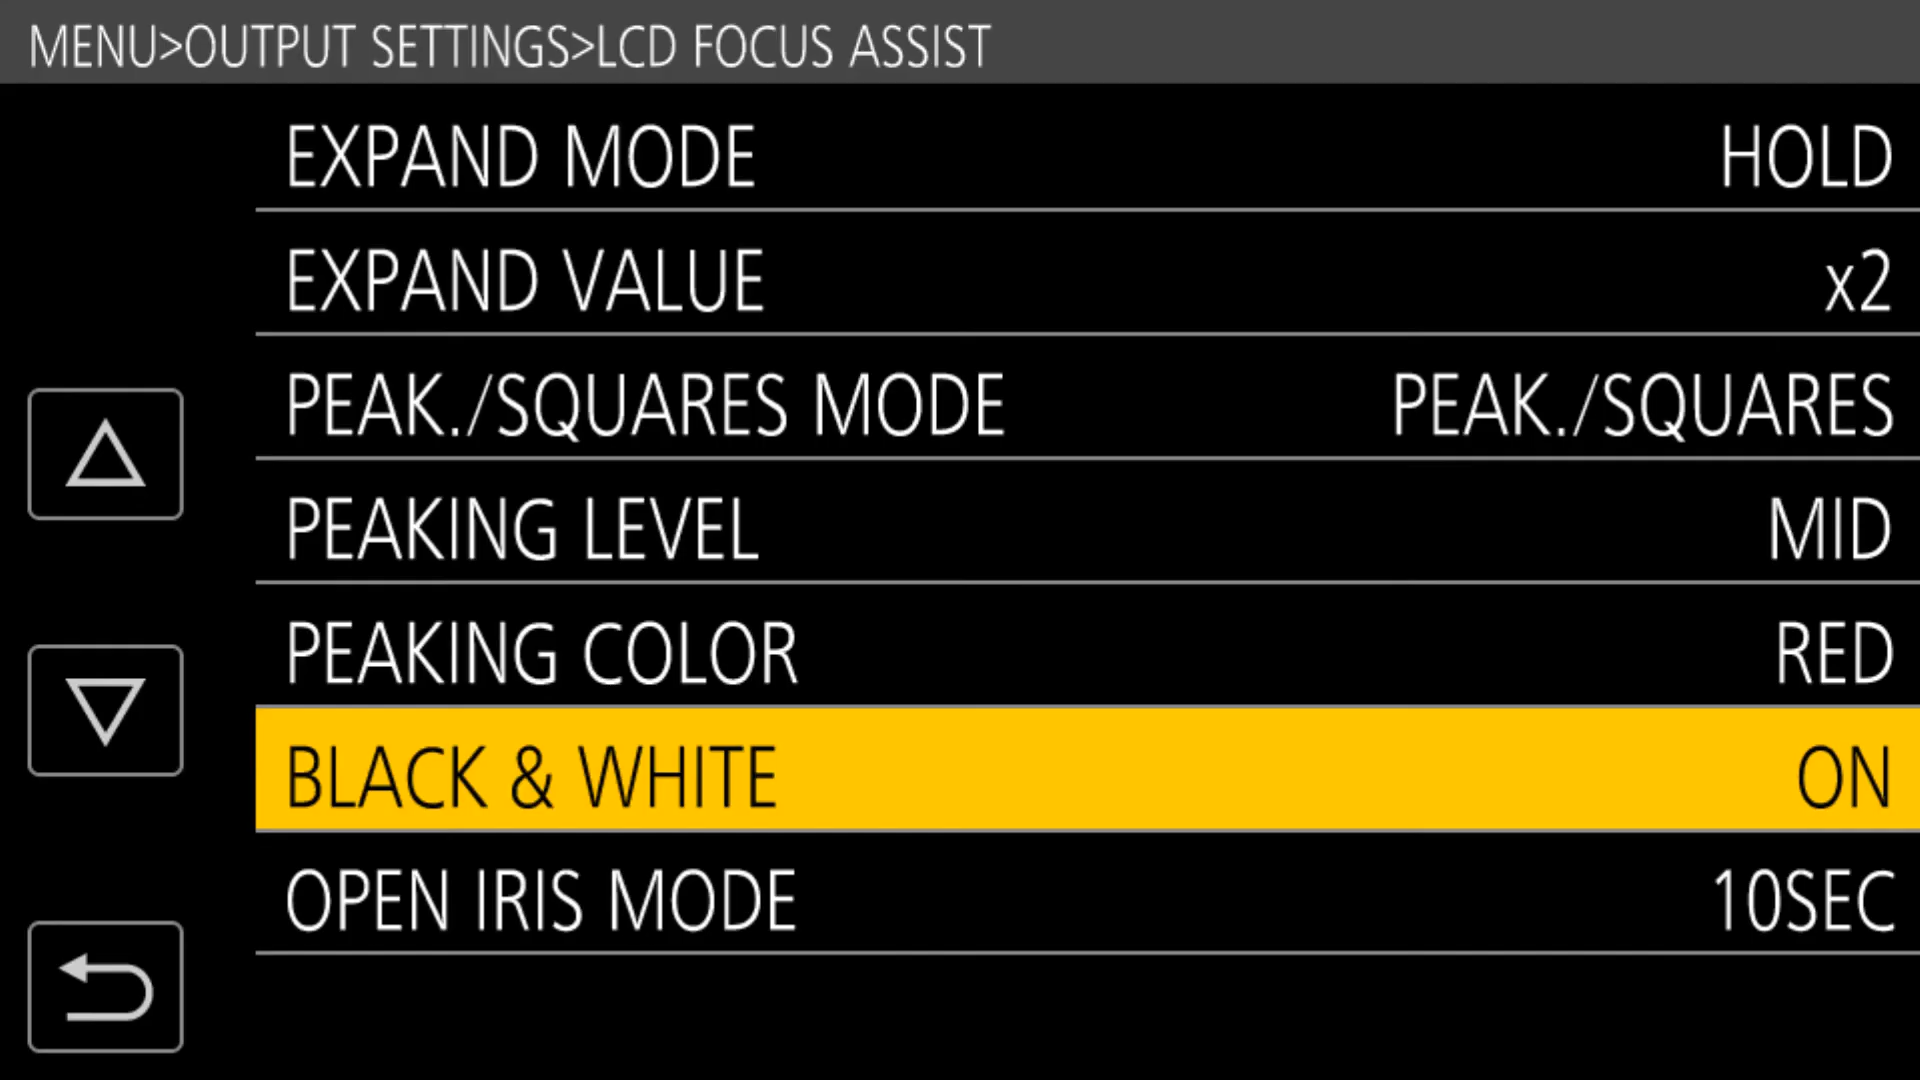 MENU>OUTPUT SETTINGS>LCD FOCUS ASSIST
EXPAND MODE HOLD
EXPAND VALUE x2
PEAK./SQUARES MODE PEAK./SQUARES
PEAKING LEVEL MID
PEAKING COLOR RED
BLACK & WHITE ON
OPEN IRIS MODE 10SEC